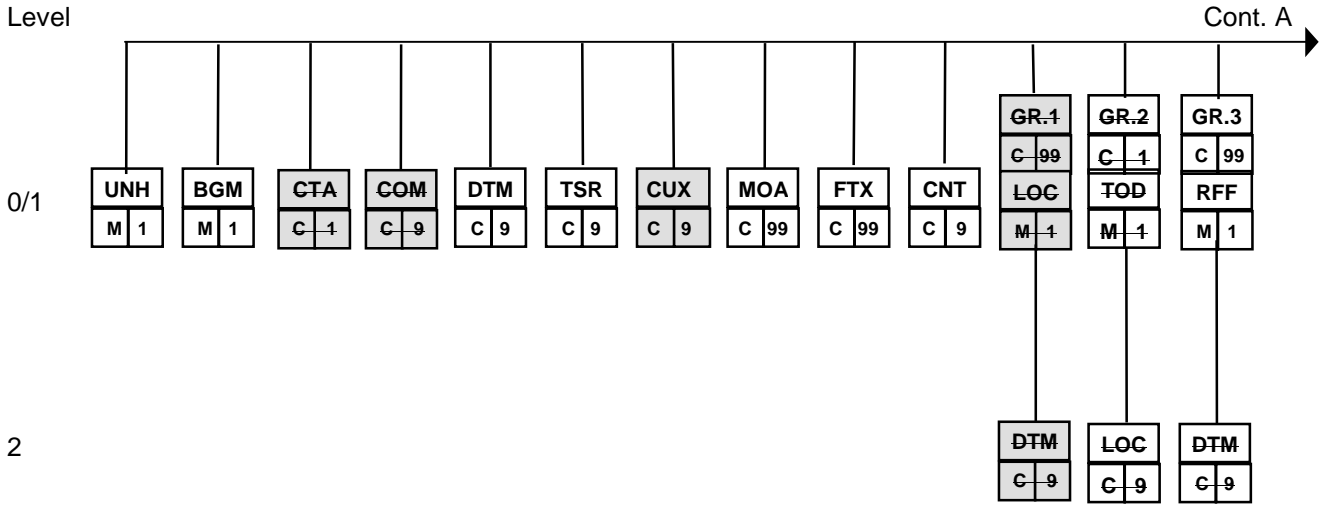 Level Cont. A
GR.1 GR.2 GR.3
C 99 C 1 C 99
0/1 UNH BGM CTA COM DTM TSR CUX MOA FTX CNT LOC TOD RFF
M 1 M 1 C 1 C 9 C 9 C 9 C 9 C 99 C 99 C 9 M 1 M 1 M 1
2 DTM LOC DTM
C 9 C 9 C 9